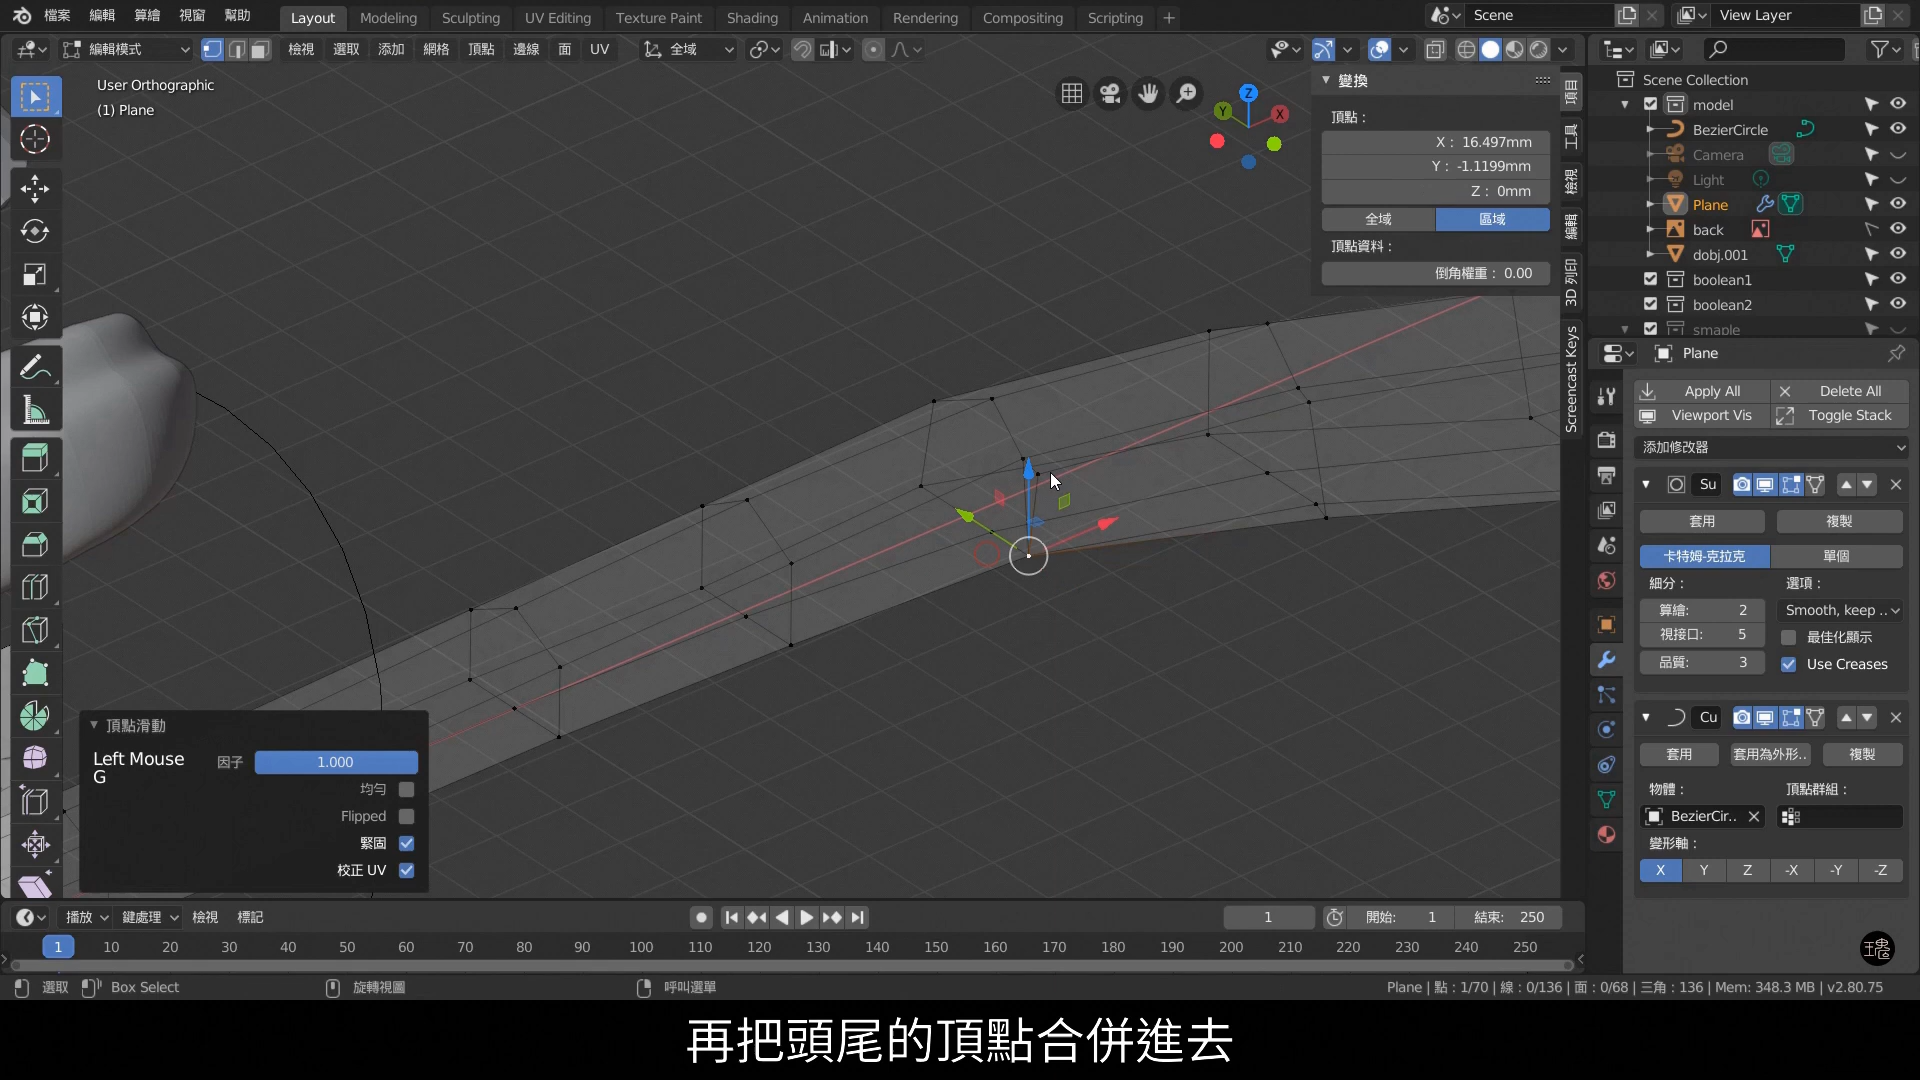 檔案 編輯 算繪 視窗 幫助 Layout Modeling Sculpting UV Editing Texture Paint Shading Animation Rendering Compositing Scripting + Scene View Layer
編輯模式 檢視 選取 添加 網格 頂點 邊線 面 UV 全域
User Orthographic
(1) Plane
Z
Y
X
變換
頂點：
X： 16.497mm
Y： -1.1199mm
Z： 0mm
全域 區域
頂點資料：
倒角權重： 0.00
項目
工具
檢視
編輯
3D 列印
Screencast Keys
Scene Collection
model
BezierCircle
Camera
Light
Plane
back
dobj.001
boolean1
boolean2
smaple
Plane
Apply All Delete All
Viewport Vis Toggle Stack
添加修改器
Su
套用 複製
卡特姆-克拉克 單個
細分： 選項：
算繪: 2 Smooth, keep ..
視接口: 5 最佳化顯示
品質: 3 Use Creases
Cu
套用 套用為外形.. 複製
物體： 頂點群組：
BezierCir..
變形軸：
X Y Z -X -Y -Z
頂點滑動
Left Mouse
G
因子 1.000
均勻
Flipped
緊固
校正 UV
播放 鍵處理 檢視 標記 1 開始: 1 結束: 250
1 10 20 30 40 50 60 70 80 90 100 110 120 130 140 150 160 170 180 190 200 210 220 230 240 250
選取 Box Select 旋轉視圖 呼叫選單 Plane | 點：1/70 | 線：0/136 | 面：0/68 | 三角：136 | Mem: 348.3 MB | v2.80.75
再把頭尾的頂點合併進去